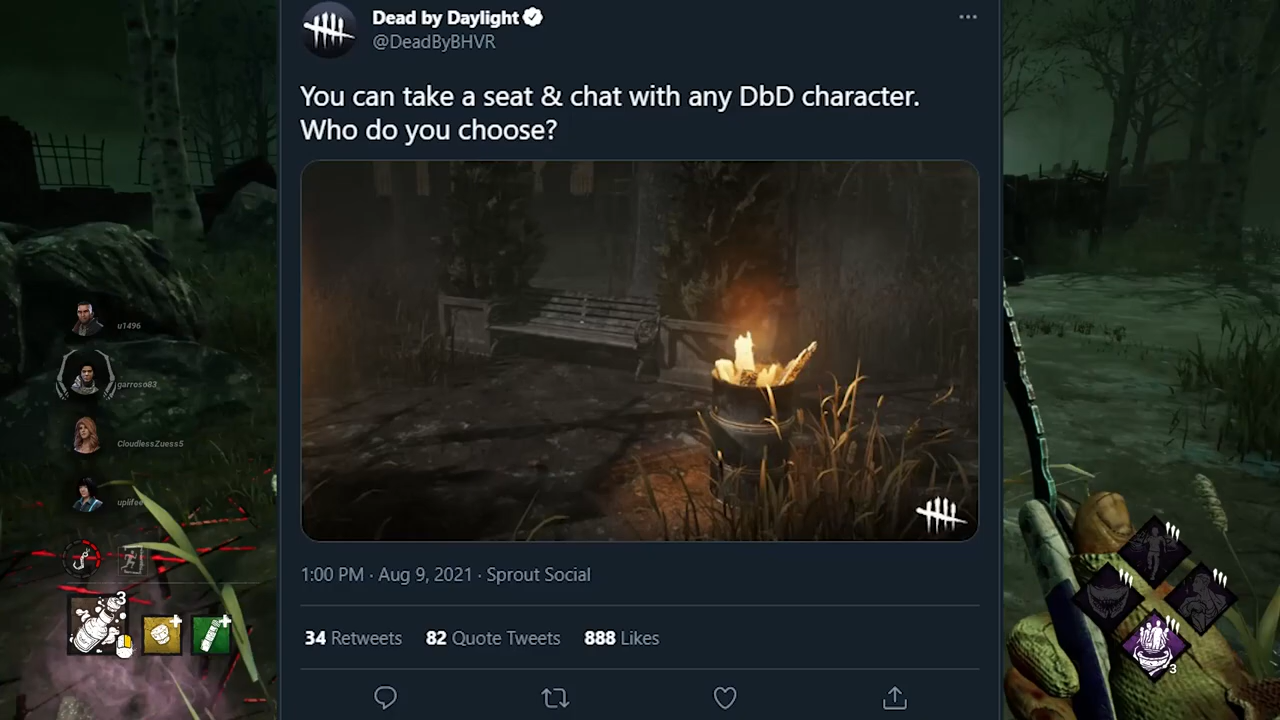 Dead by Daylight
@DeadByBHVR
You can take a seat & chat with any DbD character.
Who do you choose?
u1496
garroso83
CloudlessZuess5
uplifee
3
1:00 PM · Aug 9, 2021 · Sprout Social
34 Retweets 82 Quote Tweets 888 Likes
3